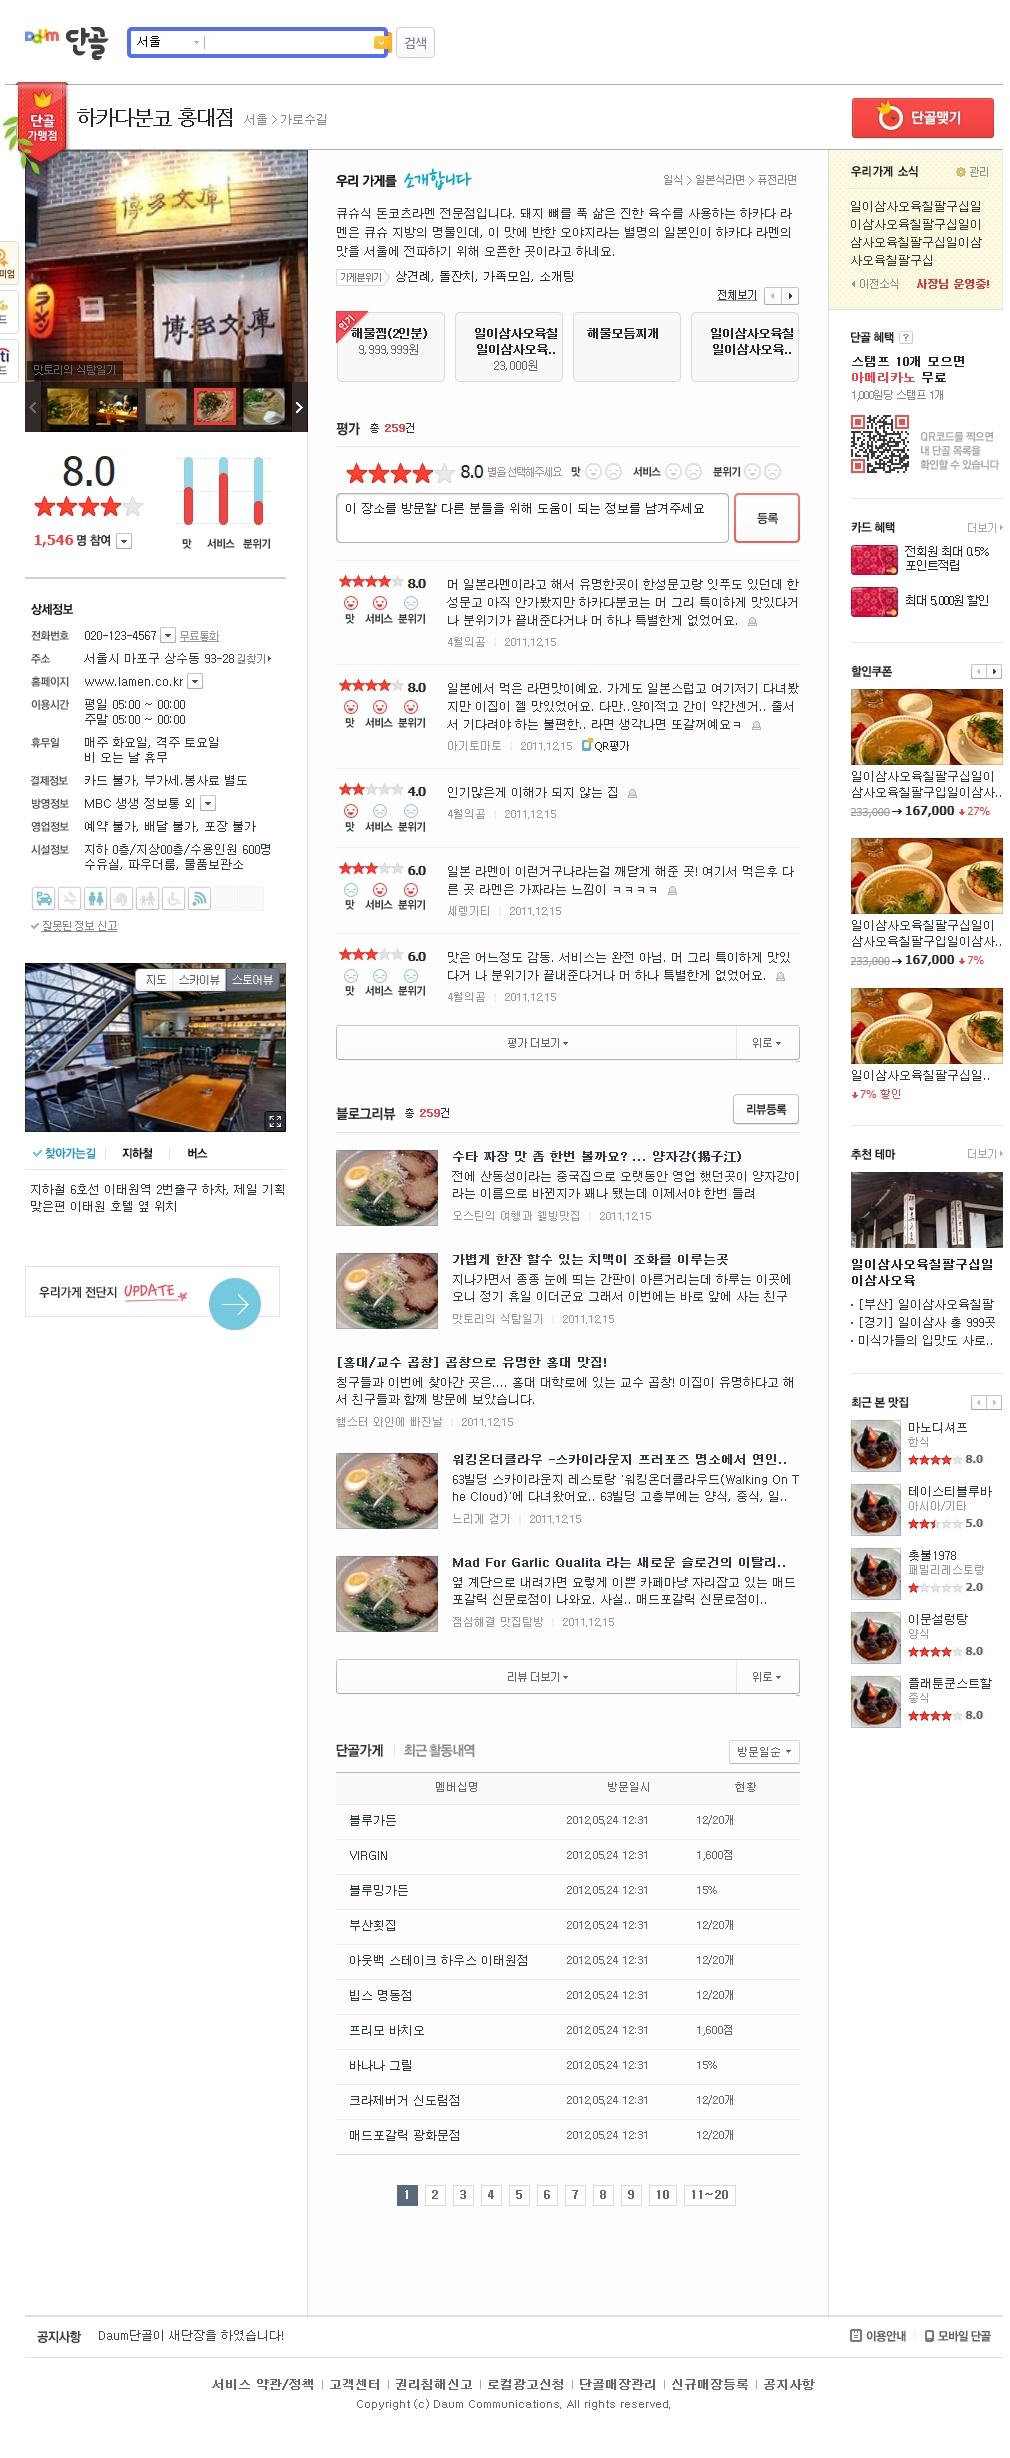 Daum 단골
서울
검색
단골
가맹점
하카다분코 홍대점 서울 > 가로수길
단골맺기
博多文庫
博多文庫
ラーメン
맛토리의 식탐일기
8.0
1,546 명 참여
맛 서비스 분위기
상세정보
전화번호 020-123-4567 무료통화
주소 서울시 마포구 상수동 93-28 길찾기
홈페이지 www.lamen.co.kr
이용시간 평일 05:00 ~ 00:00
주말 05:00 ~ 00:00
휴무일 매주 화요일, 격주 토요일
비 오는 날 휴무
결제정보 카드 불가, 부가세.봉사료 별도
방영정보 MBC 생생 정보통 외
영업정보 예약 불가, 배달 불가, 포장 불가
시설정보 지하 0층/지상00층/수용인원 600명
수유실, 파우더룸, 물품보관소
잘못된 정보 신고
지도 스카이뷰 스토어뷰
찾아가는길 지하철 버스
지하철 6호선 이태원역 2번출구 하차, 제일 기획
맞은편 이태원 호텔 옆 위치
우리가게 전단지 UPDATE
우리 가게를 소개합니다
일식 > 일본식라면 > 퓨전라면
큐슈식 돈코츠라멘 전문점입니다. 돼지 뼈를 푹 삶은 진한 육수를 사용하는 하카다 라
멘은 큐슈 지방의 명물인데, 이 맛에 반한 오야지라는 별명의 일본인이 하카다 라멘의
맛을 서울에 전파하기 위해 오픈한 곳이라고 하네요.
가게분위기 상견례, 돌잔치, 가족모임, 소개팅
전체보기
인기
해물찜(2인분)
9,999,999원
일이삼사오육칠
일이삼사오육..
23,000원
해물모듬찌개
일이삼사오육칠
일이삼사오육..
평가 총 259건
8.0 별을 선택해주세요 맛 서비스 분위기
이 장소를 방문할 다른 분들을 위해 도움이 되는 정보를 남겨주세요
등록
8.0
맛 서비스 분위기
머 일본라멘이라고 해서 유명한곳이 한성문고랑 잇푸도 있던데 한
성문고 아직 안가봤지만 하카다분코는 머 그리 특이하게 맛있다거
나 분위기가 끝내준다거나 머 하나 특별한게 없었어요.
4월의곰 2011.12.15
8.0
맛 서비스 분위기
일본에서 먹은 라면맛이예요. 가게도 일본스럽고 여기저기 다녀봤
지만 이집이 젤 맛있었어요. 다만..양이적고 간이 약간센거.. 줄서
서 기다려야 하는 불편한.. 라면 생각나면 또갈꺼예요ㅋ
아기토마토 2011.12.15 QR평가
4.0
맛 서비스 분위기
인기많은게 이해가 되지 않는 집
4월의곰 2011.12.15
6.0
맛 서비스 분위기
일본 라멘이 이런거구나라는걸 깨닫게 해준 곳! 여기서 먹은후 다
른 곳 라멘은 가짜라는 느낌이 ㅋㅋㅋㅋ
세렝기티 2011.12.15
6.0
맛 서비스 분위기
맛은 어느정도 감동. 서비스는 완전 아님. 머 그리 특이하게 맛있
다거 나 분위기가 끝내준다거나 머 하나 특별한게 없었어요.
4월의곰 2011.12.15
평가 더보기 위로
블로그리뷰 총 259건
리뷰등록
수타 짜장 맛 좀 한번 볼까요? ... 양자강(揚子江)
전에 산동성이라는 중국집으로 오랫동안 영업 했던곳이 양자강이
라는 이름으로 바뀐지가 꽤나 됐는데 이제서야 한번 들려
오스틴의 여행과 웰빙맛집 2011.12.15
가볍게 한잔 할수 있는 치맥이 조화를 이루는곳
지나가면서 종종 눈에 띄는 간판이 아른거리는데 하루는 이곳에
오니 정기 휴일 이더군요 그래서 이번에는 바로 앞에 사는 친구
맛토리의 식탐일기 2011.12.15
[홍대/교수 곱창] 곱창으로 유명한 홍대 맛집!
칭구들과 이번에 찾아간 곳은.... 홍대 대학로에 있는 교수 곱창! 이집이 유명하다고 해
서 친구들과 함께 방문에 보았습니다.
햄스터 와인에 빠진날 2011.12.15
워킹온더클라우 -스카이라운지 프러포즈 명소에서 연인..
63빌딩 스카이라운지 레스토랑 '워킹온더클라우드(Walking On T
he Cloud)'에 다녀왔어요.. 63빌딩 고층부에는 양식, 중식, 일..
느리게 걷기 2011.12.15
Mad For Garlic Qualita 라는 새로운 슬로건의 이탈리..
옆 계단으로 내려가면 요렇게 이쁜 카페마냥 자리잡고 있는 매드
포갈릭 신문로점이 나와요. 사실.. 매드포갈릭 신문로점이..
점심해결 맛집탐방 2011.12.15
리뷰 더보기 위로
단골가게 최근 활동내역
방문일순
멤버십명 방문일시 현황
블루가든 2012.05.24 12:31 12/20개
VIRGIN 2012.05.24 12:31 1,600점
블루밍가든 2012.05.24 12:31 15%
부산횟집 2012.05.24 12:31 12/20개
아웃백 스테이크 하우스 이태원점 2012.05.24 12:31 12/20개
빕스 명동점 2012.05.24 12:31 12/20개
프리모 바치오 2012.05.24 12:31 1,600점
바나나 그릴 2012.05.24 12:31 15%
크라제버거 신도림점 2012.05.24 12:31 12/20개
매드포갈릭 광화문점 2012.05.24 12:31 12/20개
1 2 3 4 5 6 7 8 9 10 11~20
우리가게 소식 관리
일이삼사오육칠팔구십일
이삼사오육칠팔구십일이
삼사오육칠팔구십일이삼
사오육칠팔구십
이전소식 사장님 운영중!
단골 혜택 ?
스탬프 10개 모으면
아메리카노 무료
1,000원당 스탬프 1개
QR코드를 찍으면
내 단골 목록을
확인할 수 있습니다
카드 혜택 더보기
전회원 최대 0.5%
포인트적립
최대 5,000원 할인
할인쿠폰
일이삼사오육칠팔구십일이
삼사오육칠팔구입일이삼사..
233,000 → 167,000 27%
일이삼사오육칠팔구십일이
삼사오육칠팔구입일이삼사..
233,000 → 167,000 7%
일이삼사오육칠팔구십일..
7% 할인
추천 테마 더보기
일이삼사오육칠팔구십일
이삼사오육
· [부산] 일이삼사오육칠팔
· [경기] 일이삼사 총 999곳
· 미식가들의 입맛도 사로..
최근 본 맛집
마노디셰프
한식
8.0
테이스티블루바
아시아/기타
5.0
촛불1978
패밀리레스토랑
2.0
이문설렁탕
양식
8.0
플래툰쿤스트할
중식
8.0
공지사항 Daum단골이 새단장을 하였습니다!
이용안내 모바일 단골
서비스 약관/정책 고객센터 권리침해신고 로컬광고신청 단골매장관리 신규매장등록 공지사항
Copyright (c) Daum Communications. All rights reserved.